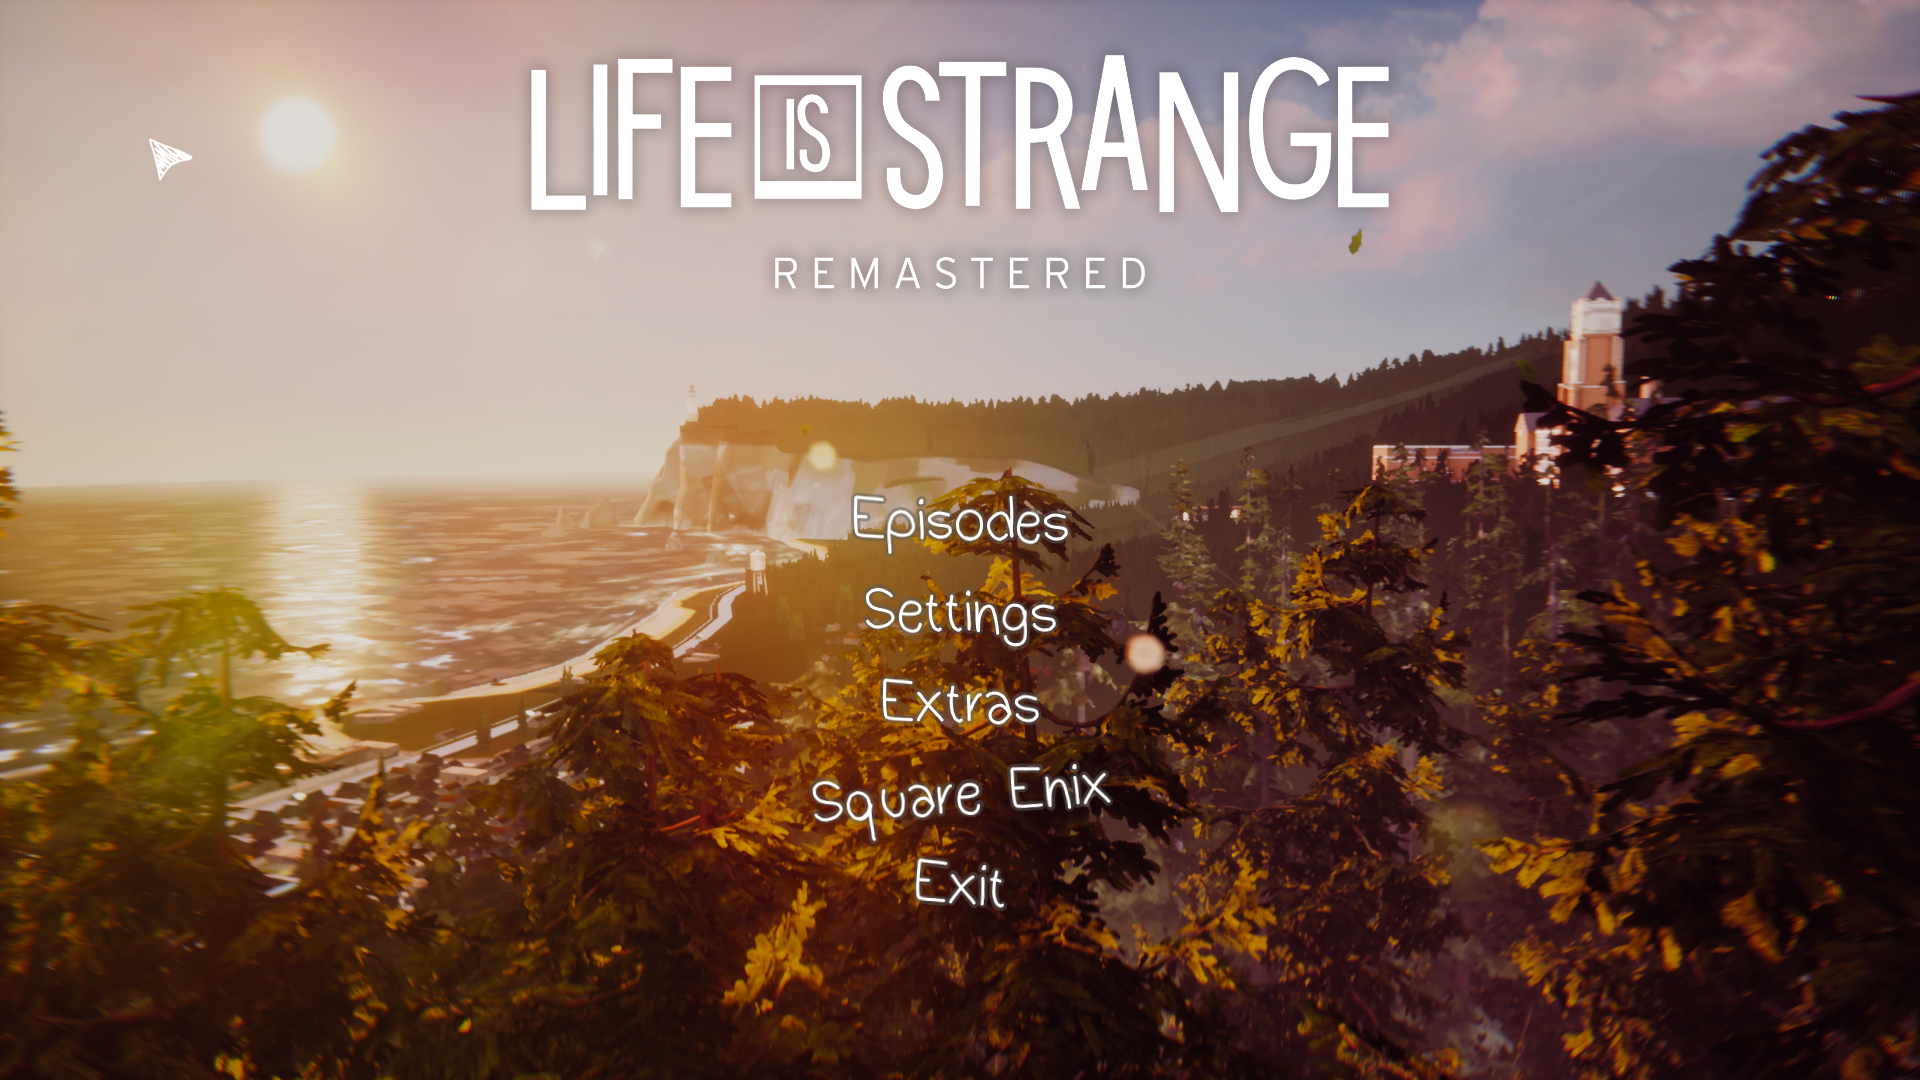 LIFE IS STRANGE
REMASTERED
Episodes
Settings
Extras
Square Enix
Exit